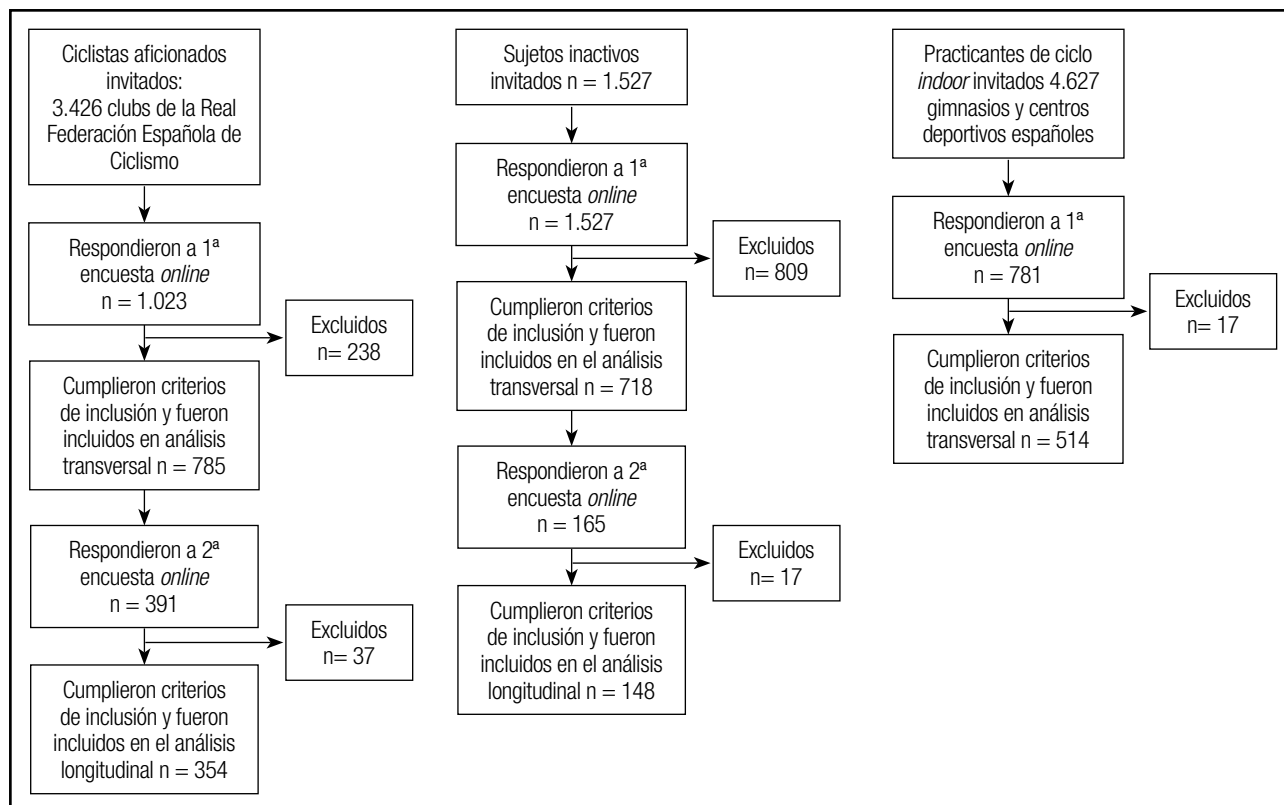 Ciclistas aficionados
invitados:
3.426 clubs de la Real
Federación Española de
Ciclismo
Respondieron a 1ª
encuesta online
n = 1.023
Excluidos
n= 238
Cumplieron criterios
de inclusión y fueron
incluidos en análisis
transversal n = 785
Respondieron a 2ª
encuesta online
n = 391
Excluidos
n= 37
Cumplieron criterios
de inclusión y fueron
incluidos en el análisis
longitudinal n = 354
Sujetos inactivos
invitados n = 1.527
Respondieron a 1ª
encuesta online
n = 1.527
Excluidos
n= 809
Cumplieron criterios
de inclusión y fueron
incluidos en el análisis
transversal n = 718
Respondieron a 2ª
encuesta online
n = 165
Excluidos
n= 17
Cumplieron criterios
de inclusión y fueron
incluidos en el análisis
longitudinal n = 148
Practicantes de ciclo
indoor invitados 4.627
gimnasios y centros
deportivos españoles
Respondieron a 1ª
encuesta online
n = 781
Excluidos
n= 17
Cumplieron criterios
de inclusión y fueron
incluidos en análisis
transversal n = 514